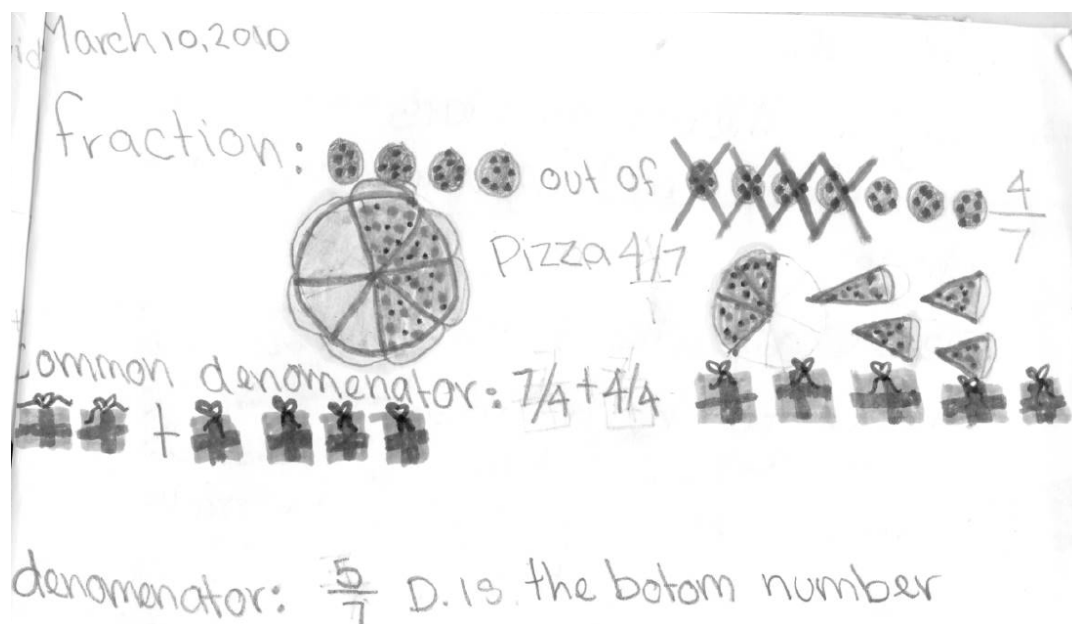 March 10, 2010
fraction: out of 4/7
Pizza 4/7
Common denomenator: 7/4 + 4/4
+
denomenator: 5/7 D. is the botom number